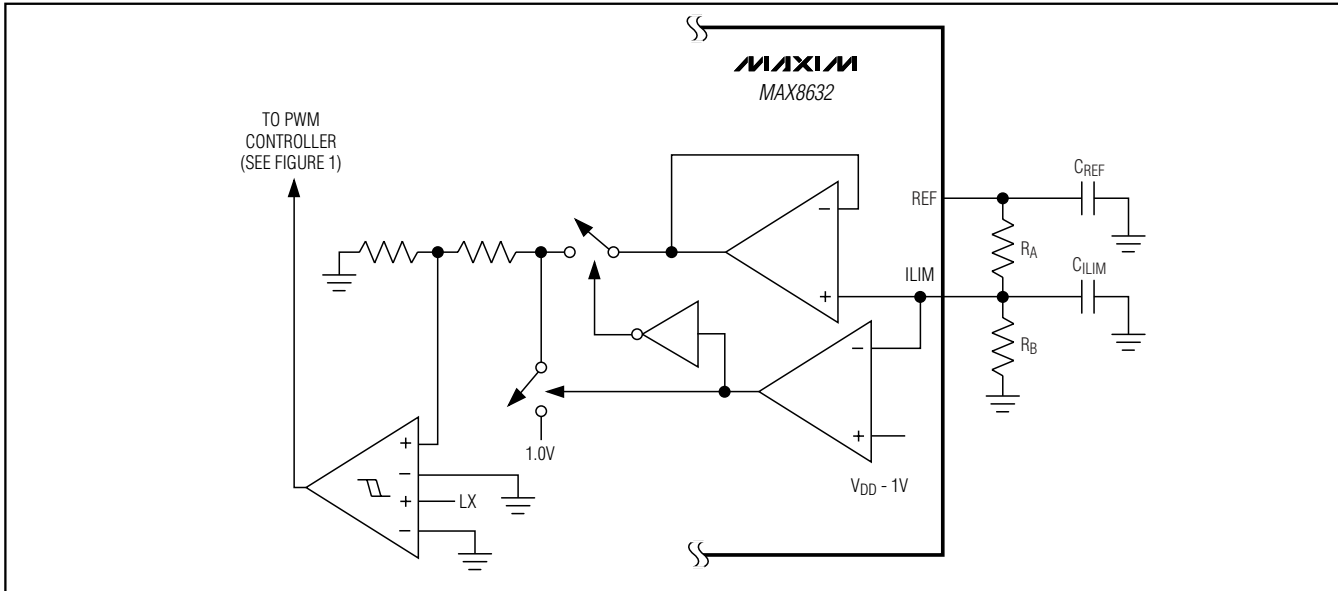 MAXIM
MAX8632
TO PWM
CONTROLLER
(SEE FIGURE 1)
CREF
REF
−
RA
ILIM
CILIM
+
−
RB
+
1.0V
VDD - 1V
+
−
+
LX
−